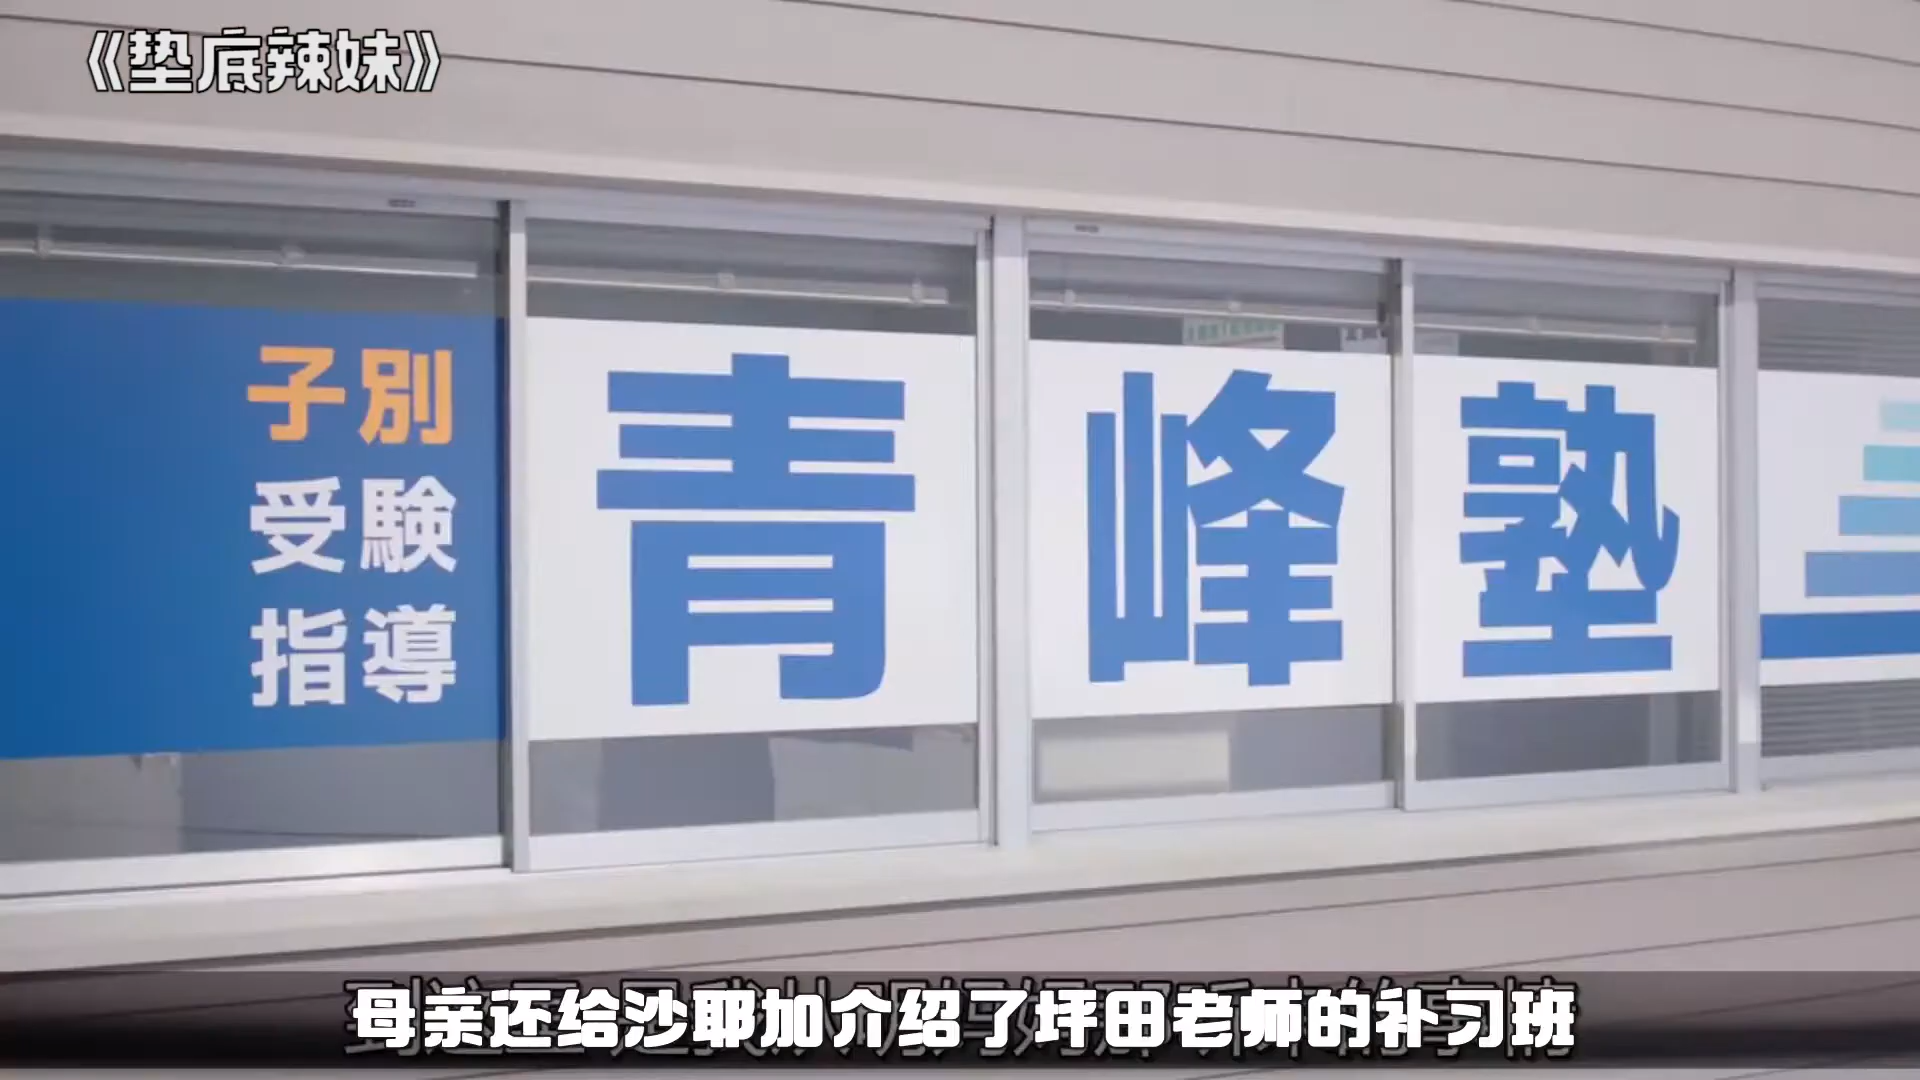 《垫底辣妹》
子別
受験
指導
青峰塾
母亲还给沙耶加介绍了坪田老师的补习班